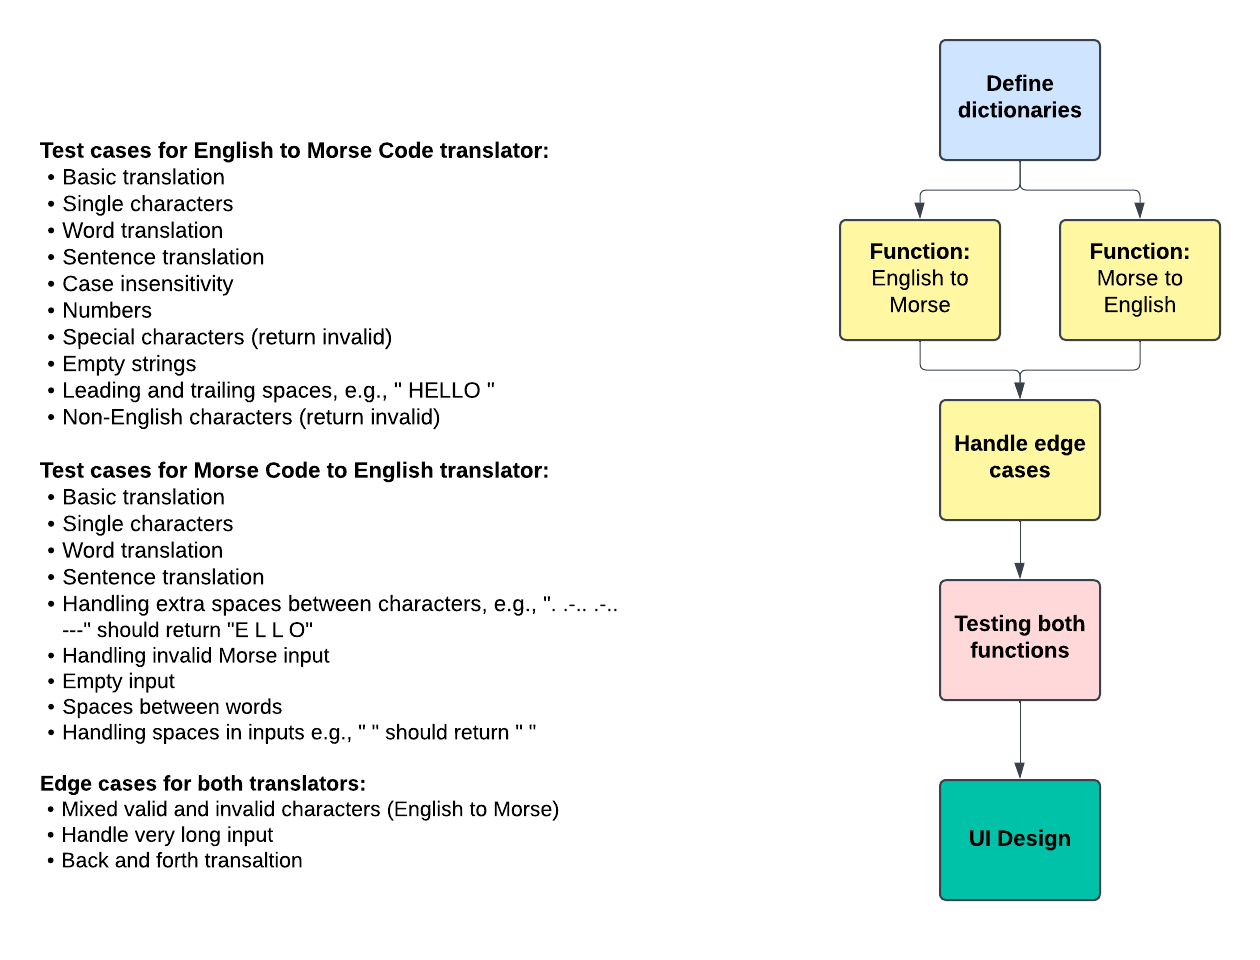 Test cases for English to Morse Code translator:
• Basic translation
• Single characters
• Word translation
• Sentence translation
• Case insensitivity
• Numbers
• Special characters (return invalid)
• Empty strings
• Leading and trailing spaces, e.g., " HELLO "
• Non-English characters (return invalid)
Test cases for Morse Code to English translator:
• Basic translation
• Single characters
• Word translation
• Sentence translation
• Handling extra spaces between characters, e.g., ". .-.. .-..
---" should return "E L L O"
• Handling invalid Morse input
• Empty input
• Spaces between words
• Handling spaces in inputs e.g., " " should return " "
Edge cases for both translators:
• Mixed valid and invalid characters (English to Morse)
• Handle very long input
• Back and forth transaltion
Define
dictionaries
Function:
English to
Morse
Function:
Morse to
English
Handle edge
cases
Testing both
functions
UI Design